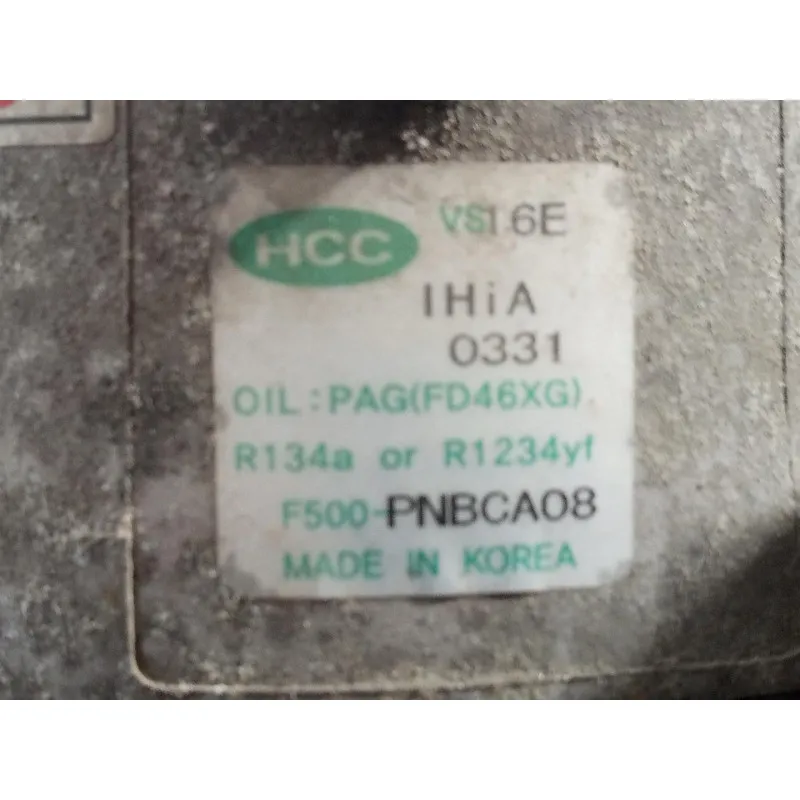 HCC VS16E
IHiA
0331
OIL : PAG(FD46XG)
R134a or R1234yf
F500-PNBCA08
MADE IN KOREA